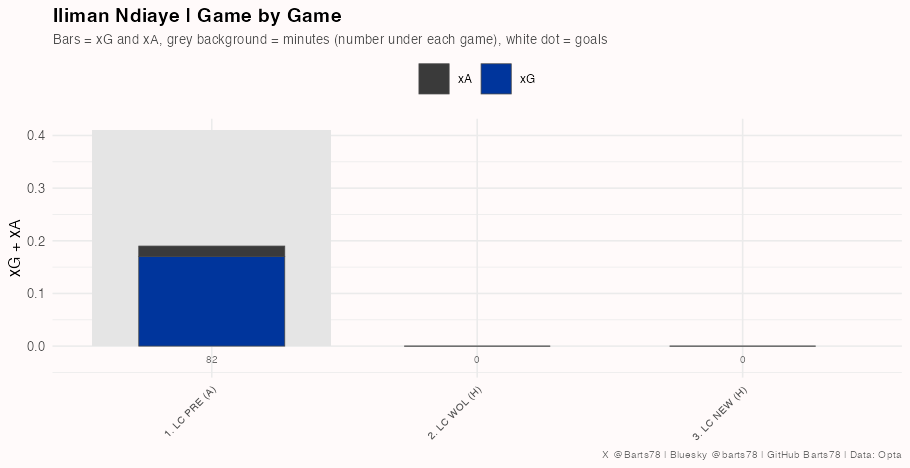 Iliman Ndiaye | Game by Game
Bars = xG and xA, grey background = minutes (number under each game), white dot = goals
xA
xG
xG + xA
0.4
0.3
0.2
0.1
0.0
82
0
0
1. LC PRE (A)
2. LC WOL (H)
3. LC NEW (H)
X @Barts78 | Bluesky @barts78 | GitHub Barts78 | Data: Opta